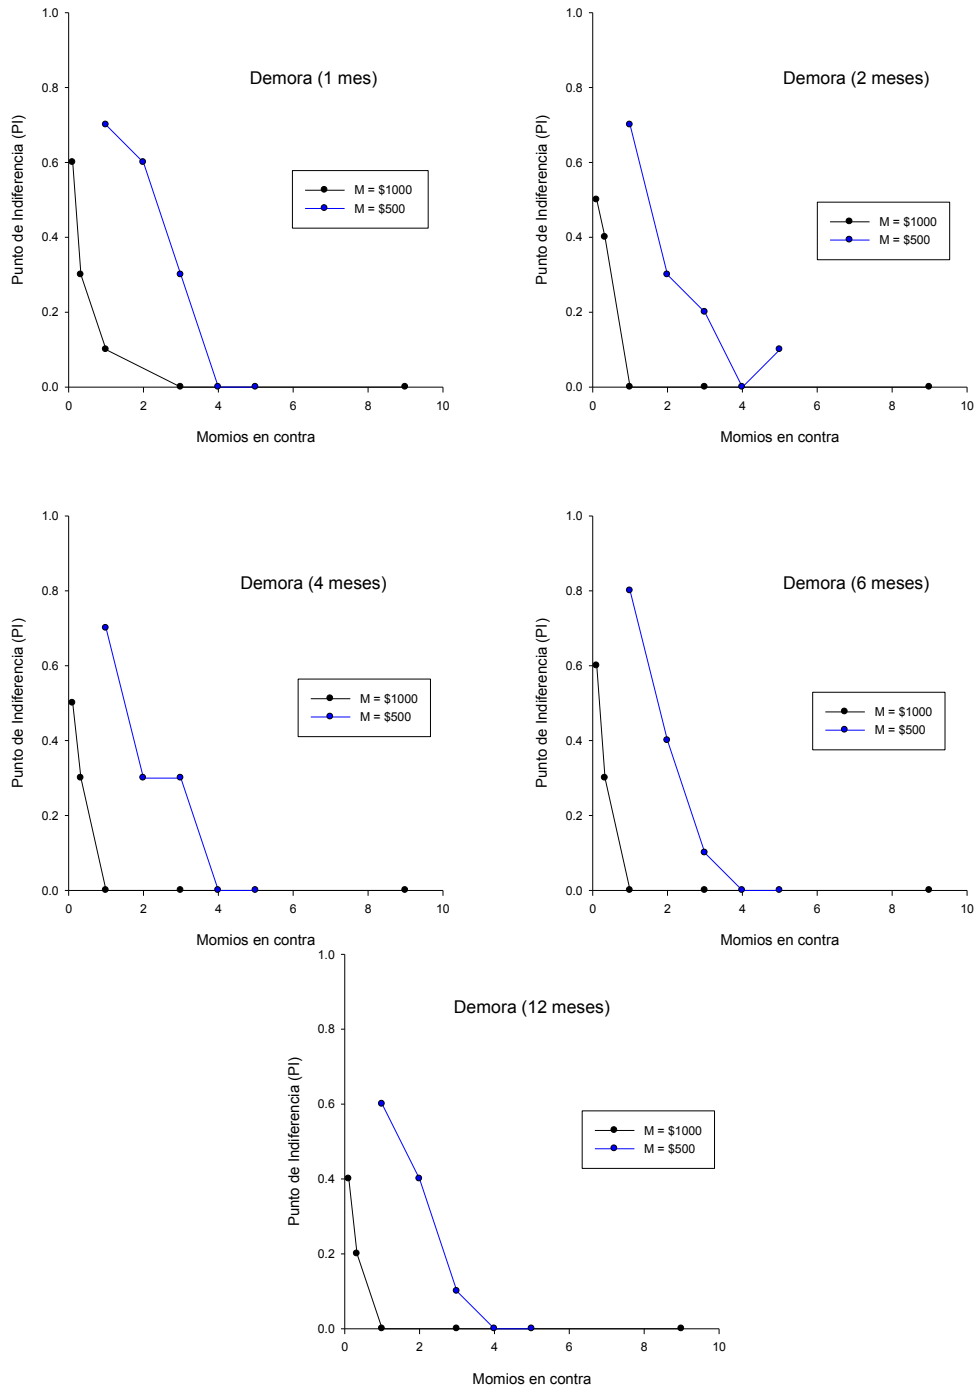 Demora (1 mes)
Punto de Indiferencia (PI)
1.0
0.8
0.6
0.4
0.2
0.0
M = $1000
M = $500
0 2 4 6 8 10
Momios en contra
Demora (2 meses)
Punto de Indiferencia (PI)
1.0
0.8
0.6
0.4
0.2
0.0
M = $1000
M = $500
0 2 4 6 8 10
Momios en contra
Demora (4 meses)
Punto de Indiferencia (PI)
1.0
0.8
0.6
0.4
0.2
0.0
M = $1000
M = $500
0 2 4 6 8 10
Momios en contra
Demora (6 meses)
Punto de Indiferencia (PI)
1.0
0.8
0.6
0.4
0.2
0.0
M = $1000
M = $500
0 2 4 6 8 10
Momios en contra
Demora (12 meses)
Punto de Indiferencia (PI)
1.0
0.8
0.6
0.4
0.2
0.0
M = $1000
M = $500
0 2 4 6 8 10
Momios en contra